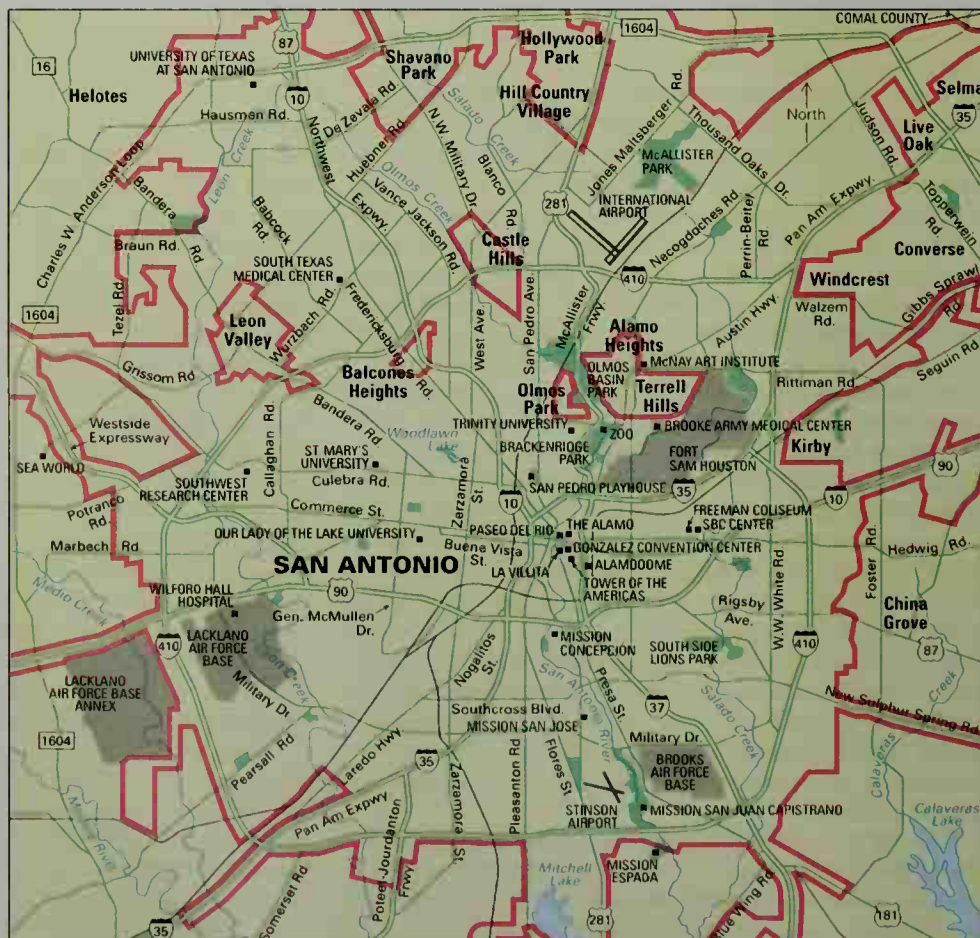 COMAL COUNTY
1604
87
Hollywood
Park
UNIVERSITY OF TEXAS
AT SAN ANTONIO
Shavano
Park
16
Helotes
Hill Country
Village
Selma
35
10
Hausman Rd.
De Zevala Rd
Salado Creek
Jones Maltsberger Rd.
North
Judson Rd.
Live
Oak
Huebner Rd.
N.W. Military Dr.
Blanco Rd.
Thousand Oaks Dr.
McALLISTER
PARK
Leon Creek
Northwest Expwy.
Olmos Creek
Charles W. Anderson Loop
Bandera Rd.
Babcock Rd.
Vance Jackson Rd.
281
INTERNATIONAL
AIRPORT
Nacogdoches Rd.
Perrin-Beitel Rd.
Pan Am Expwy.
Topperwein Rd.
Braun Rd.
Castle
Hills
Converse
SOUTH TEXAS
MEDICAL CENTER
410
Windcrest
Gibbs Sprawl Rd
1604
Tezel Rd.
Leon
Valley
Wurzbach Rd.
Fredericksburg Rd.
West Ave.
San Pedro Ave.
McAllister Frwy.
Austin Hwy.
Walzem
Rd.
Alamo
Heights
McNAY ART INSTITUTE
Seguin Rd
Grissom Rd
Balcones
Heights
OLMOS
BASIN
PARK
Terrell
Hills
Rittiman Rd.
Olmos
Park
Westside
Expressway
Callaghan Rd.
Bandera Rd
Woodlawn
Lake
TRINITY UNIVERSITY
ZOO
BROOKE ARMY MEDICAL CENTER
BRACKENRIDGE
PARK
Kirby
SEA WORLD
ST MARY'S
UNIVERSITY
FORT
SAM HOUSTON
90
SOUTHWEST
RESEARCH CENTER
Culebra Rd.
Zarzamora St.
SAN PEDRO PLAYHOUSE
35
10
10
Potranco
Rd.
Commerce St.
PASEO DEL RIO
THE ALAMO
FREEMAN COLISEUM
SBC CENTER
Marbach Rd
OUR LADY OF THE LAKE UNIVERSITY
Buena Vista
St.
GONZALEZ CONVENTION CENTER
Foster Rd.
Hedwig Rd.
SAN ANTONIO
LA VILLITA
ALAMODOME
TOWER OF THE
AMERICAS
W.W. White Rd.
Medio Creek
WILFORD HALL
HOSPITAL
90
Gen. McMullen
Dr.
Rigsby
Ave.
China
Grove
410
LACKLAND
AIR FORCE
BASE
MISSION
CONCEPCION
SOUTH SIDE
LIONS PARK
410
87
LACKLAND
AIR FORCE BASE
ANNEX
Leon Creek
Military Dr
Nogalitos St.
San Antonio River
Presa St.
Salado Creek
New Sulphur Spring Rd.
Southcross Blvd.
MISSION SAN JOSE
37
1604
Pearsall Rd
Laredo Hwy.
35
Military Dr.
BROOKS
AIR FORCE
BASE
Calaveras Creek
Zarzamora St.
Pleasanton Rd
Flores St.
STINSON
AIRPORT
MISSION SAN JUAN CAPISTRANO
Calaveras
Lake
Medina River
Pan Am Expwy
Poteet-Jourdanton Frwy
Mitchell
Lake
MISSION
ESPADA
Somerset Rd
35
281
Blue Wing Rd.
181